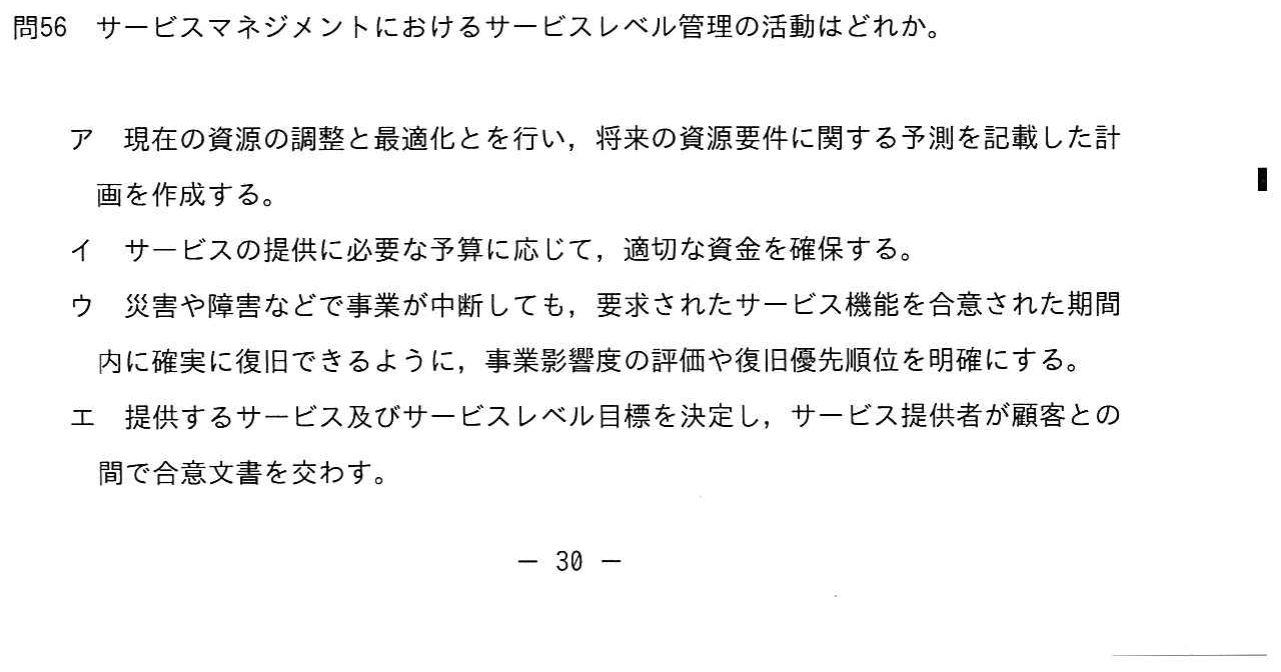 問56 サービスマネジメントにおけるサービスレベル管理の活動はどれか。
ア 現在の資源の調整と最適化とを行い，将来の資源要件に関する予測を記載した計
画を作成する。
イ サービスの提供に必要な予算に応じて，適切な資金を確保する。
ウ 災害や障害などで事業が中断しても，要求されたサービス機能を合意された期間
内に確実に復旧できるように，事業影響度の評価や復旧優先順位を明確にする。
エ 提供するサービス及びサービスレベル目標を決定し，サービス提供者が顧客との
間で合意文書を交わす。
－ 30 －